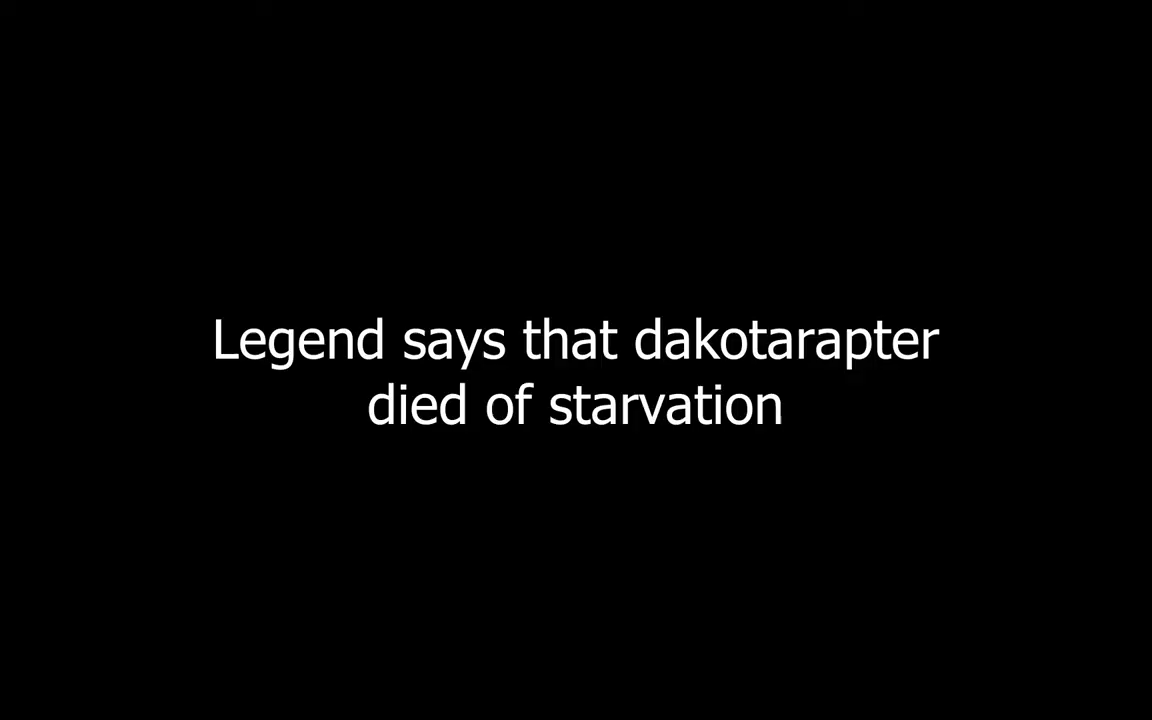 Legend says that dakotarapter
died of starvation